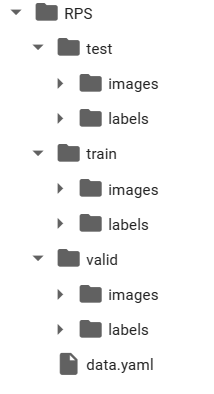 RPS
test
images
labels
train
images
labels
valid
images
labels
data.yaml